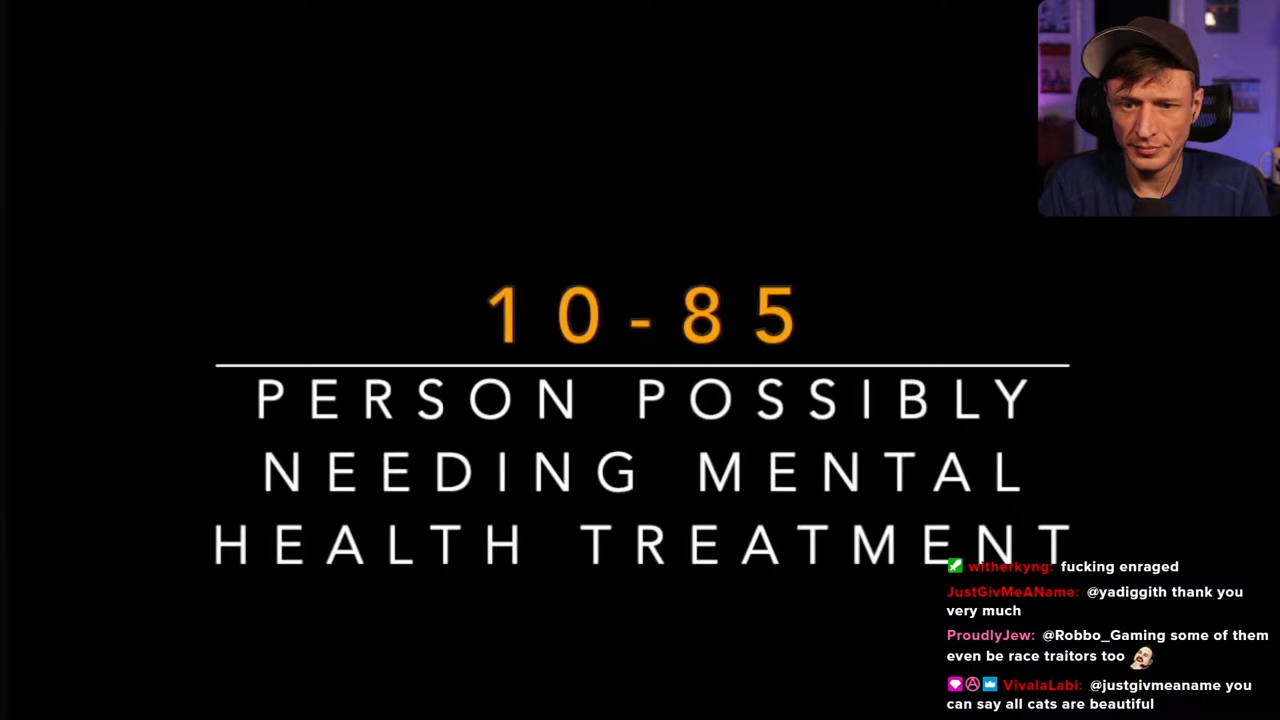 10-85
PERSON POSSIBLY
NEEDING MENTAL
HEALTH TREATMENT
witherkyng: fucking enraged
JustGivMeAName: @yadiggith thank you
very much
ProudlyJew: @Robbo_Gaming some of them
even be race traitors too
VivalaLabi: @justgivmeaname you
can say all cats are beautiful